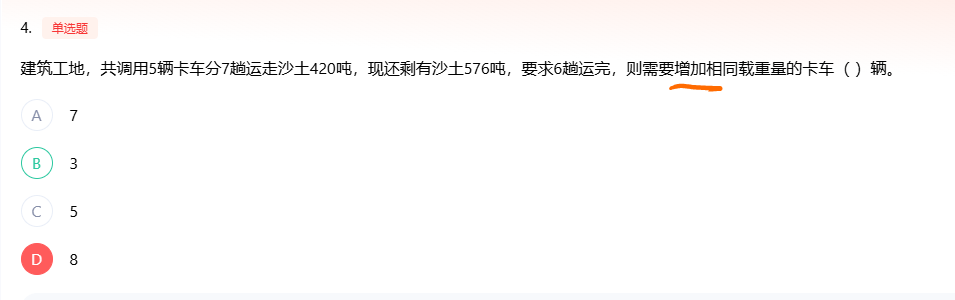 4. 单选题
建筑工地，共调用5辆卡车分7趟运走沙土420吨，现还剩有沙土576吨，要求6趟运完，则需要增加相同载重量的卡车（ ）辆。
A 7
B 3
C 5
D 8